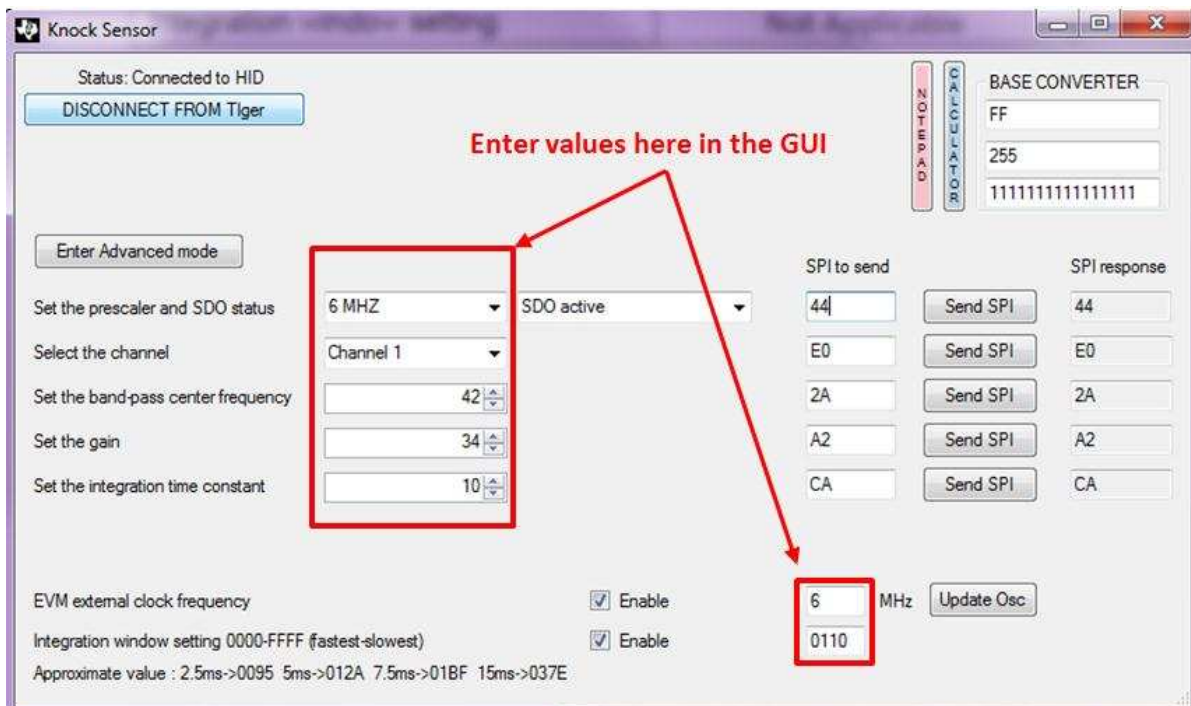 Integration window setting Not Applicable
Knock Sensor
Status: Connected to HID
DISCONNECT FROM TIger
Enter values here in the GUI
NOTEPAD
CALCULATOR
BASE CONVERTER
FF
255
1111111111111111
Enter Advanced mode
SPI to send SPI response
Set the prescaler and SDO status 6 MHZ SDO active 44 Send SPI 44
Select the channel Channel 1 E0 Send SPI E0
Set the band-pass center frequency 42 2A Send SPI 2A
Set the gain 34 A2 Send SPI A2
Set the integration time constant 10 CA Send SPI CA
EVM external clock frequency Enable 6 MHz Update Osc
Integration window setting 0000-FFFF (fastest-slowest) Enable 0110
Approximate value : 2.5ms->0095 5ms->012A 7.5ms->01BF 15ms->037E